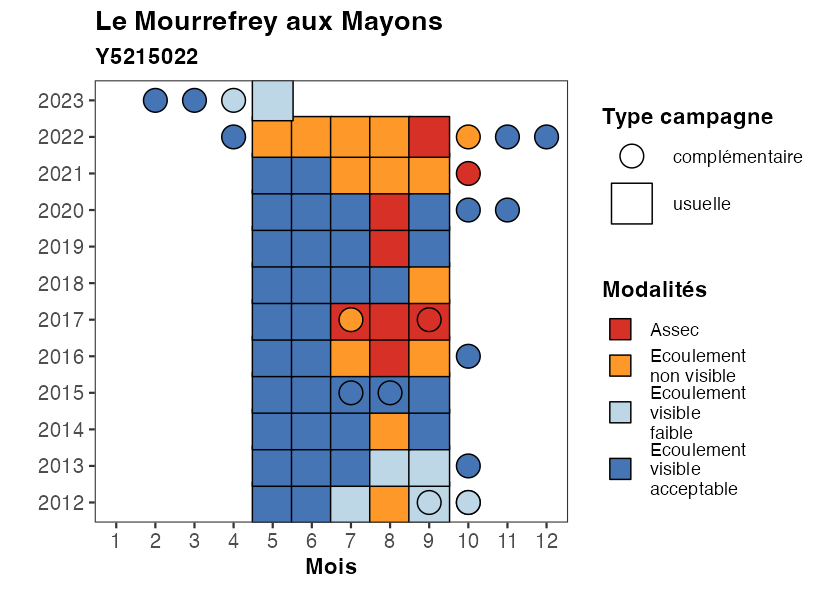 Le Mourrefrey aux Mayons
Y5215022
2023
2022
2021
2020
2019
2018
2017
2016
2015
2014
2013
2012
1 2 3 4 5 6 7 8 9 10 11 12
Mois
Type campagne
complémentaire
usuelle
Modalités
Assec
Ecoulement
non visible
Ecoulement
visible
faible
Ecoulement
visible
acceptable